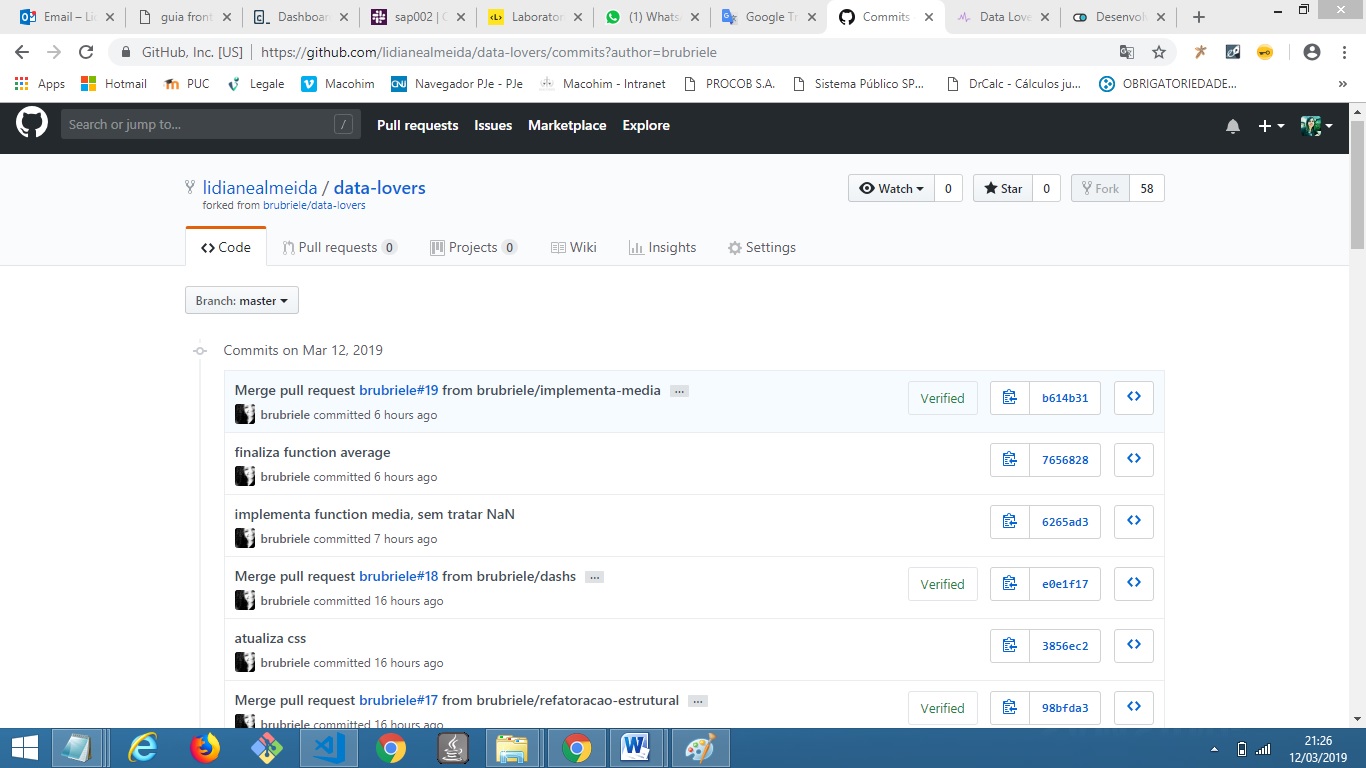 Email – Li
guia front
Dashboar
sap002 | C
Laborator
(1) Whats
Google Tr
Commits
Data Love
Desenvol
GitHub, Inc. [US] | https://github.com/lidianealmeida/data-lovers/commits?author=brubriele
Apps Hotmail PUC Legale Macohim Navegador PJe - PJe Macohim - Intranet PROCOB S.A. Sistema Público SP... DrCalc - Cálculos ju... OBRIGATORIEDADE... »
Search or jump to... / Pull requests Issues Marketplace Explore
lidianealmeida / data-lovers
forked from brubriele/data-lovers
Watch 0 Star 0 Fork 58
Code Pull requests 0 Projects 0 Wiki Insights Settings
Branch: master
Commits on Mar 12, 2019
Merge pull request brubriele#19 from brubriele/implementa-media ...
brubriele committed 6 hours ago
Verified b614b31
finaliza function average
brubriele committed 6 hours ago
7656828
implementa function media, sem tratar NaN
brubriele committed 7 hours ago
6265ad3
Merge pull request brubriele#18 from brubriele/dashs ...
brubriele committed 16 hours ago
Verified e0e1f17
atualiza css
brubriele committed 16 hours ago
3856ec2
Merge pull request brubriele#17 from brubriele/refatoracao-estrutural ...
brubriele committed 16 hours ago
Verified 98bfda3
21:26
12/03/2019